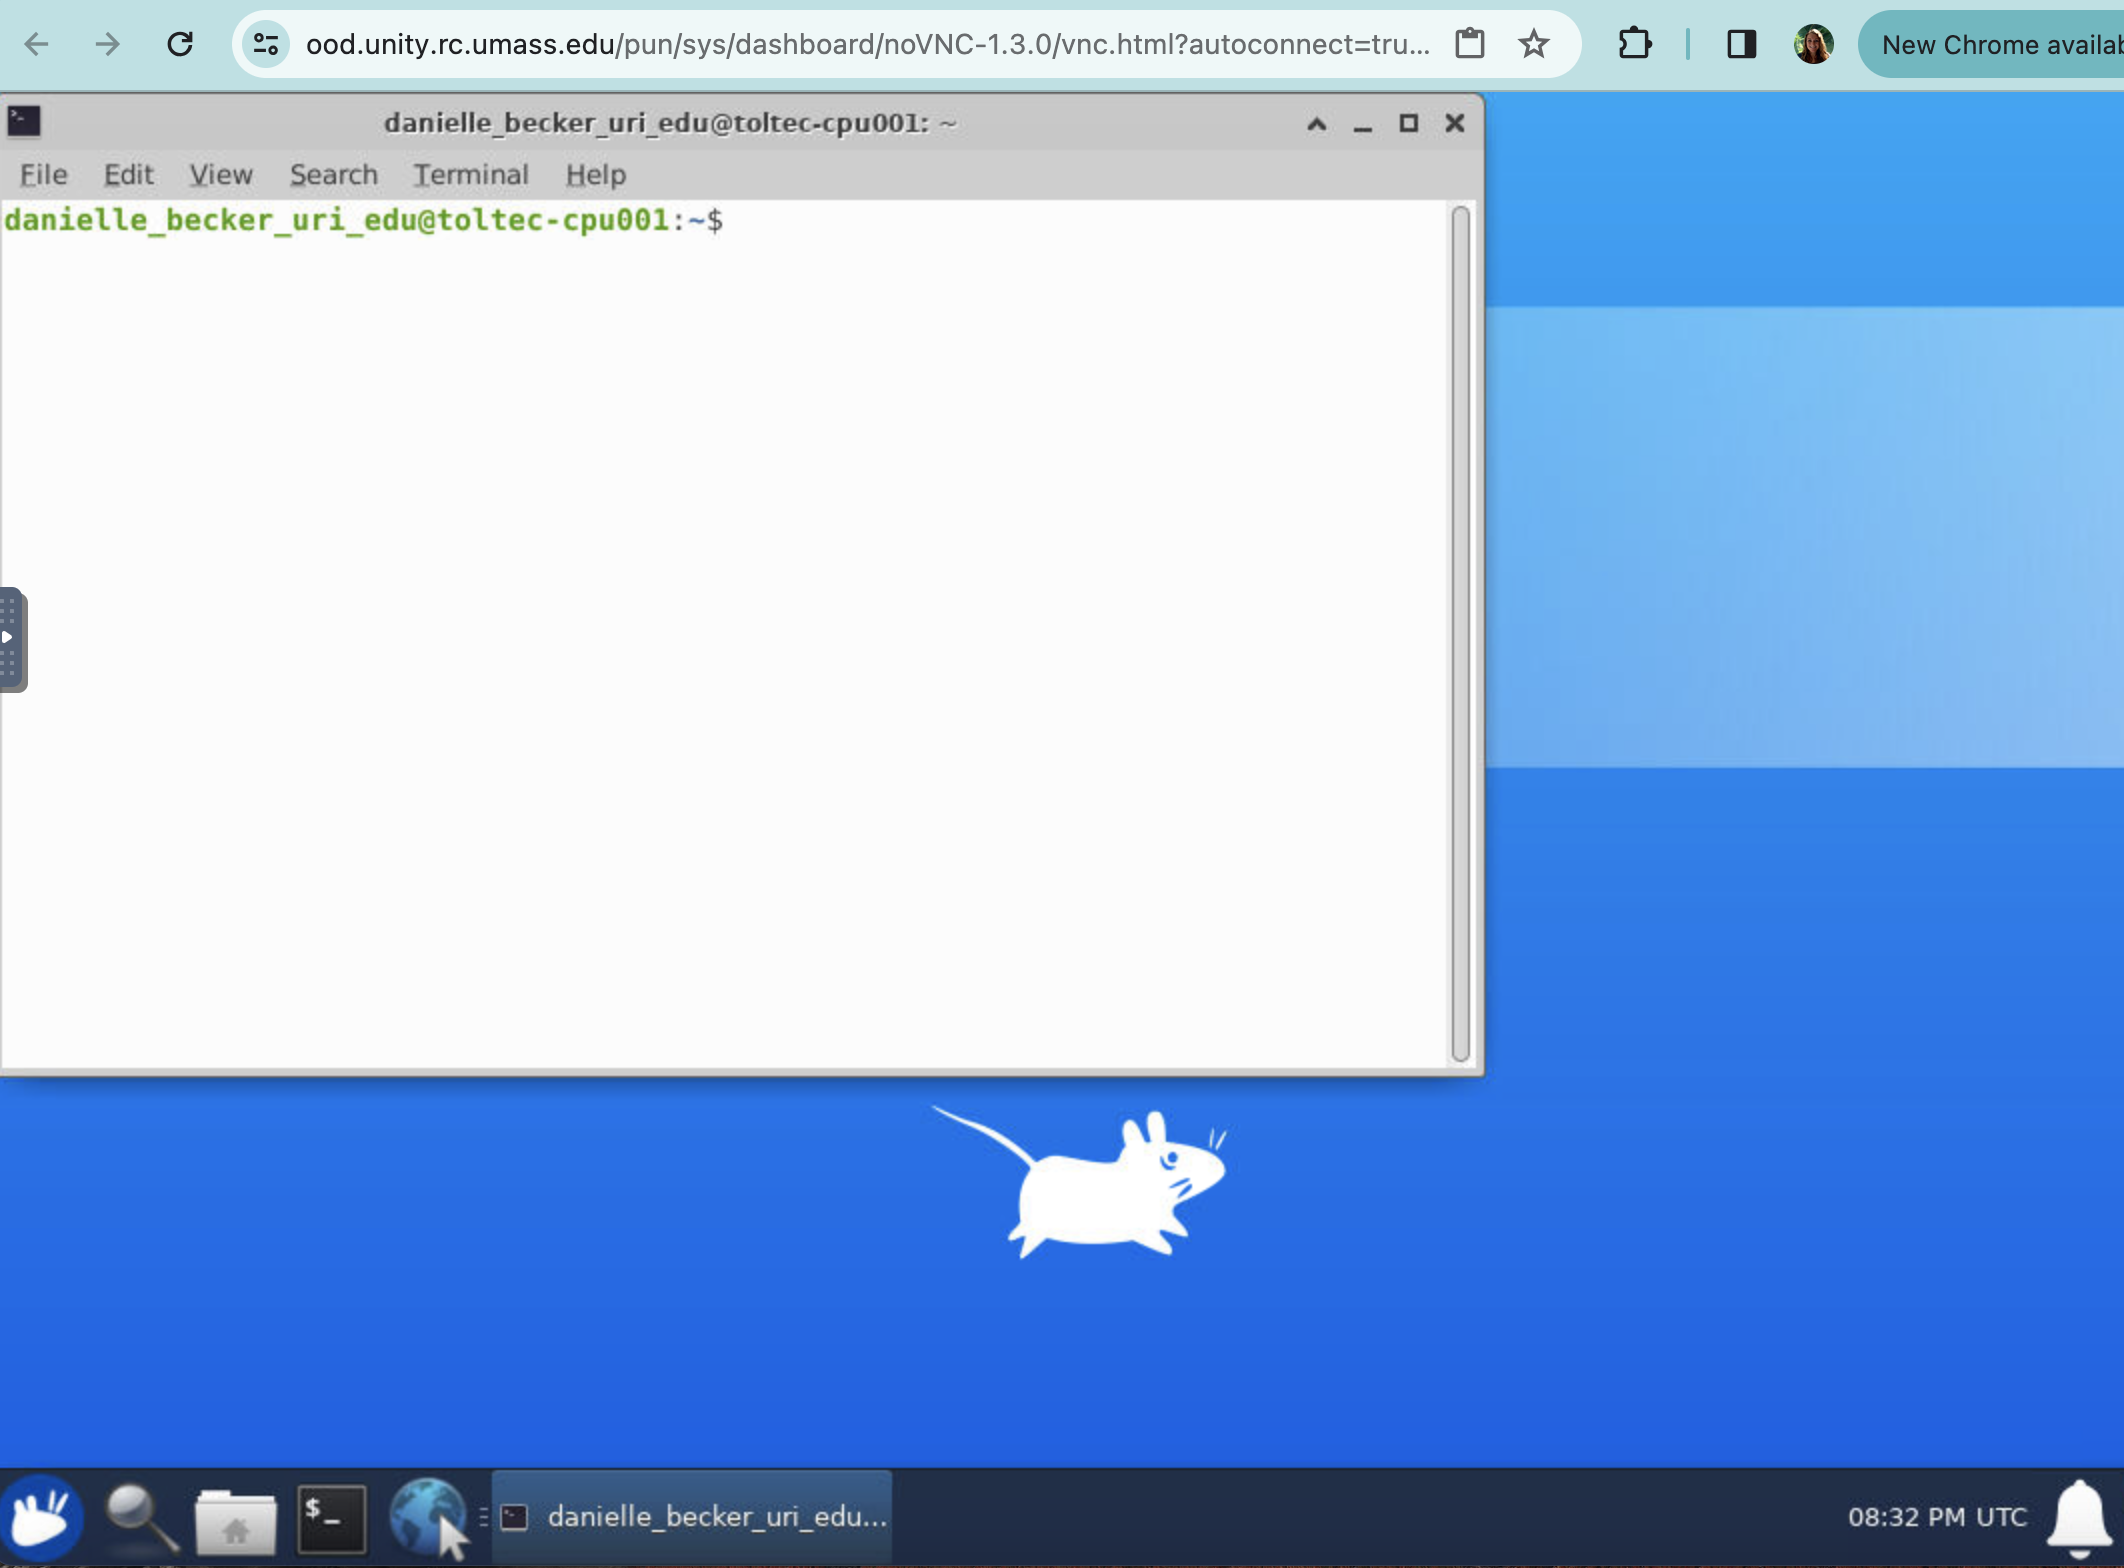 ood.unity.rc.umass.edu/pun/sys/dashboard/noVNC-1.3.0/vnc.html?autoconnect=tru...
New Chrome availab
danielle_becker_uri_edu@toltec-cpu001: ~
File Edit View Search Terminal Help
danielle_becker_uri_edu@toltec-cpu001:~$
$_
danielle_becker_uri_edu...
08:32 PM UTC